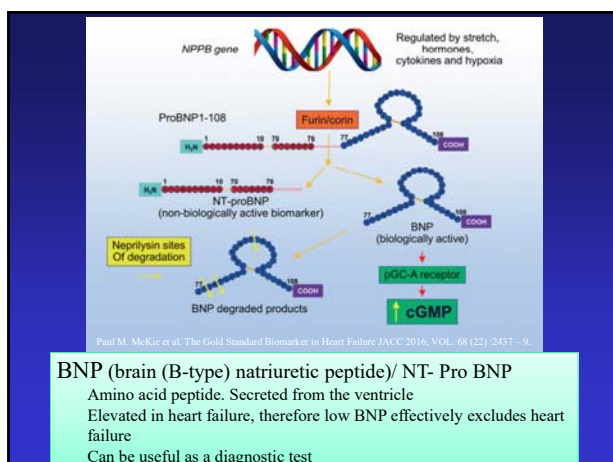 NPPB gene
Regulated by stretch,
hormones,
cytokines and hypoxia
ProBNP1-108
Furin/corin
108
1
10
70
76
77
H₂N
COOH
1
10
70
76
H₂N
NT-proBNP
(non-biologically active biomarker)
108
77
COOH
BNP
(biologically active)
Neprilysin sites
Of degradation
77
108
COOH
BNP degraded products
pGC-A receptor
↑ cGMP
Paul M. McKie et al. The Gold Standard Biomarker in Heart Failure JACC 2016; VOL. 68 (22) :2437 – 9.
BNP (brain (B-type) natriuretic peptide)/ NT- Pro BNP
Amino acid peptide. Secreted from the ventricle
Elevated in heart failure, therefore low BNP effectively excludes heart
failure
Can be useful as a diagnostic test